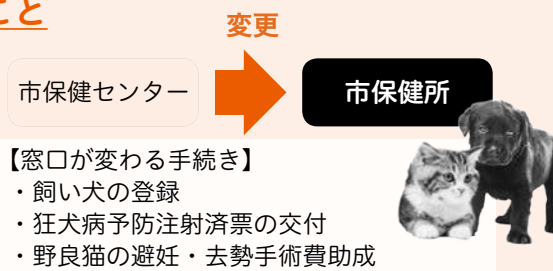 こと
変更
市保健センター
市保健所
【窓口が変わる手続き】
・飼い犬の登録
・狂犬病予防注射済票の交付
・野良猫の避妊・去勢手術費助成